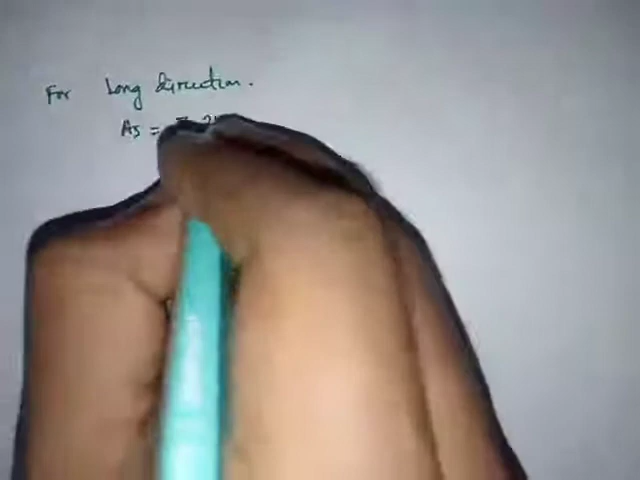 For Long direction.
As =